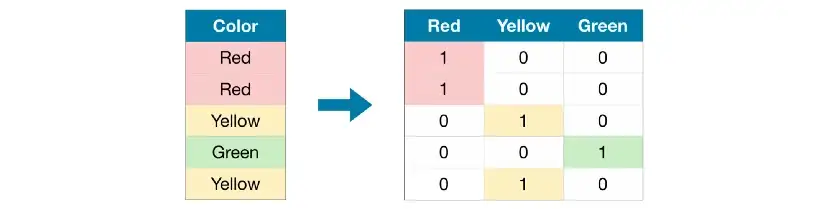 Color
Red
Red
Yellow
Green
Yellow
Red Yellow Green
1 0 0
1 0 0
0 1 0
0 0 1
0 1 0